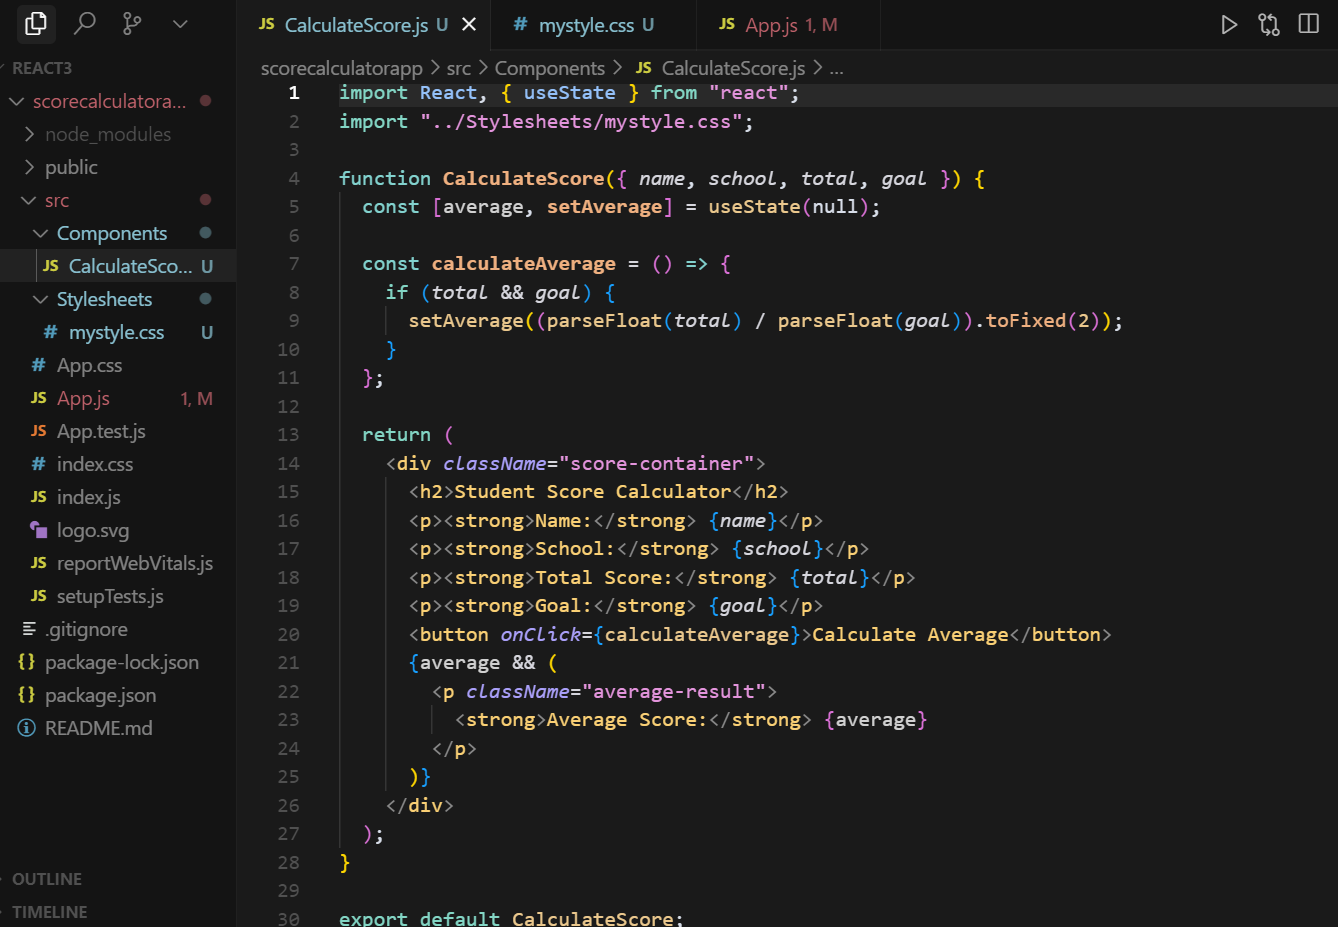 JS CalculateScore.js U
# mystyle.css U
JS App.js 1, M
REACT3
scorecalculatora...
node_modules
public
src
Components
JS CalculateSco... U
Stylesheets
# mystyle.css U
# App.css
JS App.js 1, M
JS App.test.js
# index.css
JS index.js
logo.svg
JS reportWebVitals.js
JS setupTests.js
.gitignore
{} package-lock.json
{} package.json
README.md
OUTLINE
TIMELINE
scorecalculatorapp > src > Components > JS CalculateScore.js > ...
1 import React, { useState } from "react";
2 import "../Stylesheets/mystyle.css";
3
4 function CalculateScore({ name, school, total, goal }) {
5   const [average, setAverage] = useState(null);
6
7   const calculateAverage = () => {
8     if (total && goal) {
9       setAverage((parseFloat(total) / parseFloat(goal)).toFixed(2));
10     }
11   };
12
13   return (
14     <div className="score-container">
15       <h2>Student Score Calculator</h2>
16       <p><strong>Name:</strong> {name}</p>
17       <p><strong>School:</strong> {school}</p>
18       <p><strong>Total Score:</strong> {total}</p>
19       <p><strong>Goal:</strong> {goal}</p>
20       <button onClick={calculateAverage}>Calculate Average</button>
21       {average && (
22         <p className="average-result">
23           <strong>Average Score:</strong> {average}
24         </p>
25       )}
26     </div>
27   );
28 }
29
30 export default CalculateScore;